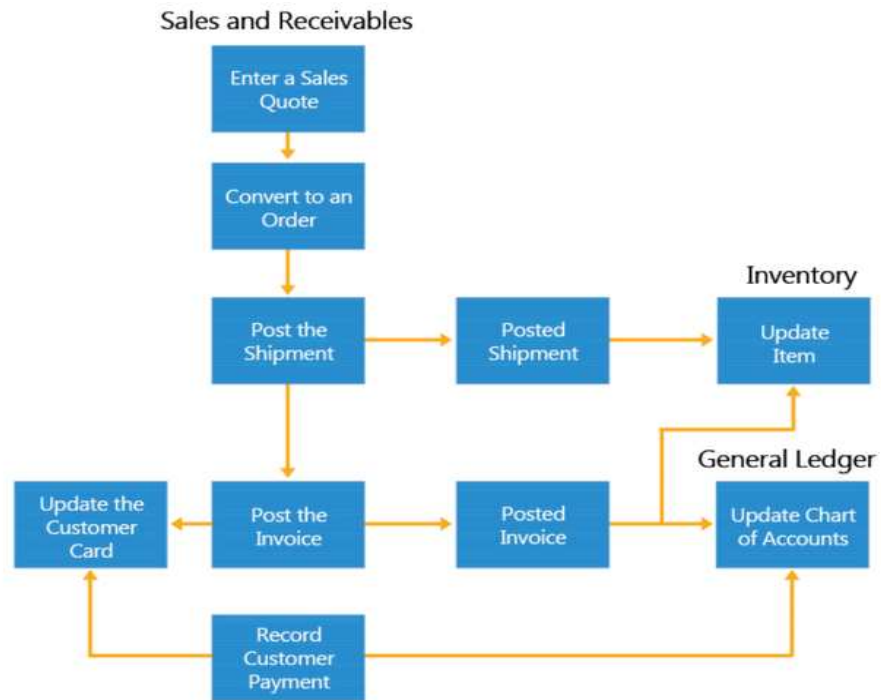 Sales and Receivables
Enter a Sales
Quote
Convert to an
Order
Inventory
Post the
Shipment
Posted
Shipment
Update
Item
General Ledger
Update the
Customer
Card
Post the
Invoice
Posted
Invoice
Update Chart
of Accounts
Record
Customer
Payment